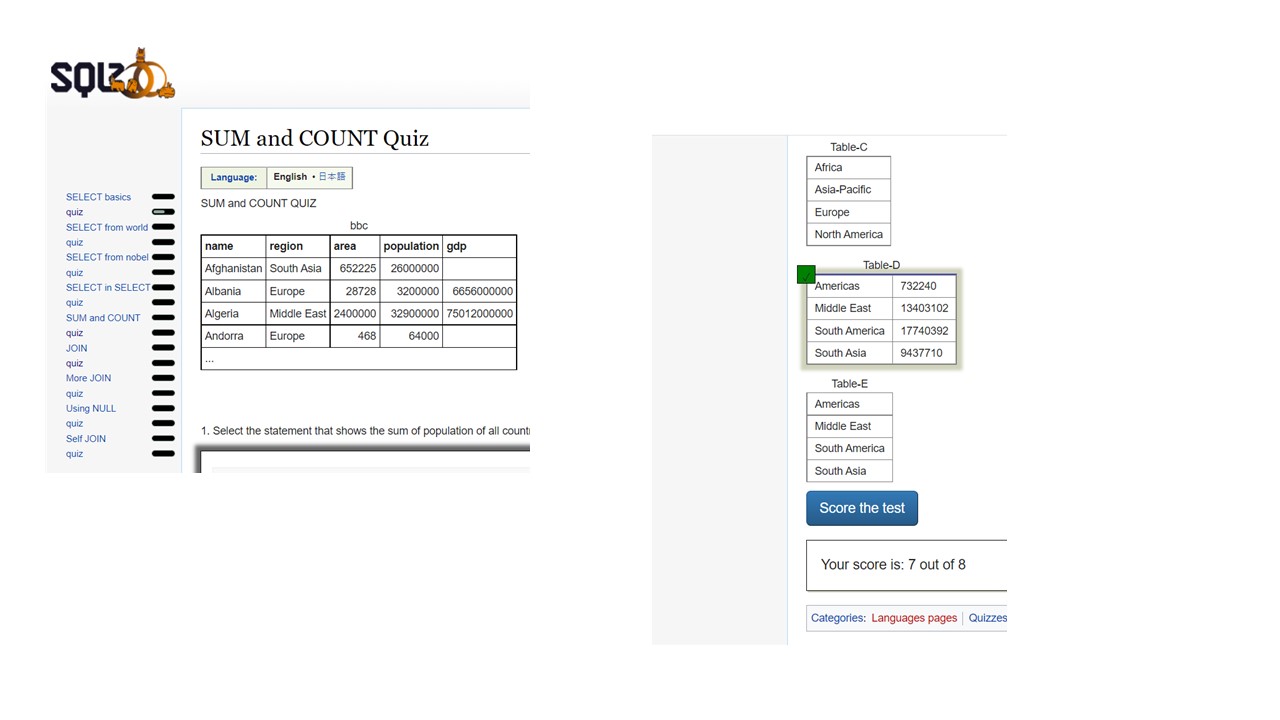 SQLZ
SUM and COUNT Quiz
Language: English • 日本語
SELECT basics
quiz
SELECT from world
quiz
SELECT from nobel
quiz
SELECT in SELECT
quiz
SUM and COUNT
quiz
JOIN
quiz
More JOIN
quiz
Using NULL
quiz
Self JOIN
quiz
SUM and COUNT QUIZ
bbc
name region area population gdp
Afghanistan South Asia 652225 26000000
Albania Europe 28728 3200000 6656000000
Algeria Middle East 2400000 32900000 75012000000
Andorra Europe 468 64000
...
1. Select the statement that shows the sum of population of all
Table-C
Africa
Asia-Pacific
Europe
North America
Table-D
Americas 732240
Middle East 13403102
South America 17740392
South Asia 9437710
Table-E
Americas
Middle East
South America
South Asia
Score the test
Your score is: 7 out of 8
Categories: Languages pages | Quizzes